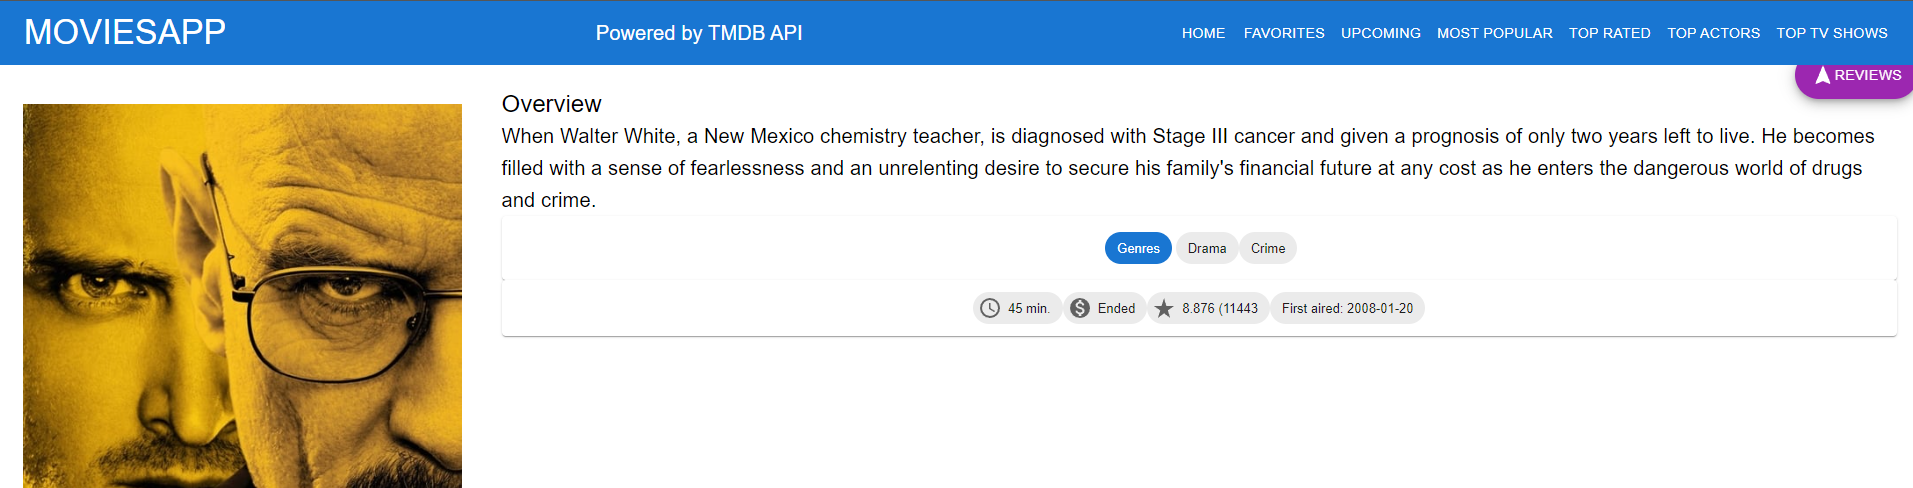 MOVIESAPP
Powered by TMDB API
HOME FAVORITES UPCOMING MOST POPULAR TOP RATED TOP ACTORS TOP TV SHOWS
REVIEWS
Overview
When Walter White, a New Mexico chemistry teacher, is diagnosed with Stage III cancer and given a prognosis of only two years left to live. He becomes
filled with a sense of fearlessness and an unrelenting desire to secure his family's financial future at any cost as he enters the dangerous world of drugs
and crime.
Genres Drama Crime
45 min. Ended 8.876 (11443 First aired: 2008-01-20